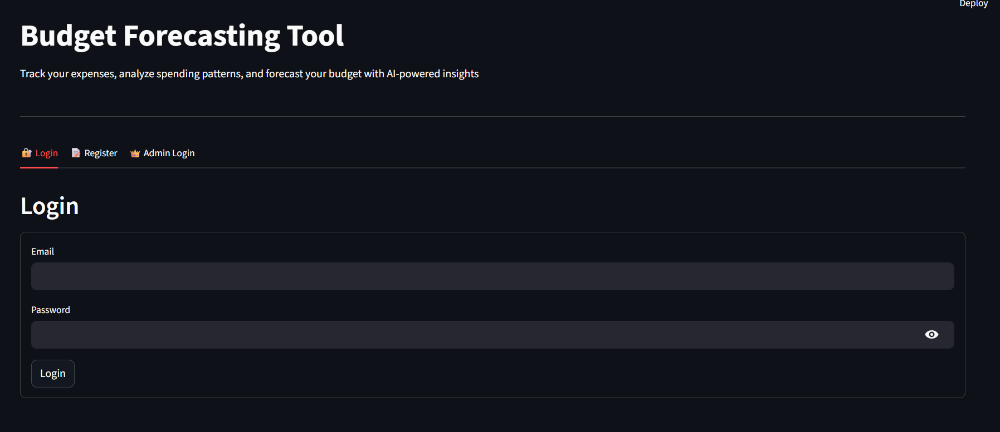 Deploy
Budget Forecasting Tool
Track your expenses, analyze spending patterns, and forecast your budget with AI-powered insights
🔐 Login 📝 Register 👑 Admin Login
Login
Email
Password
Login